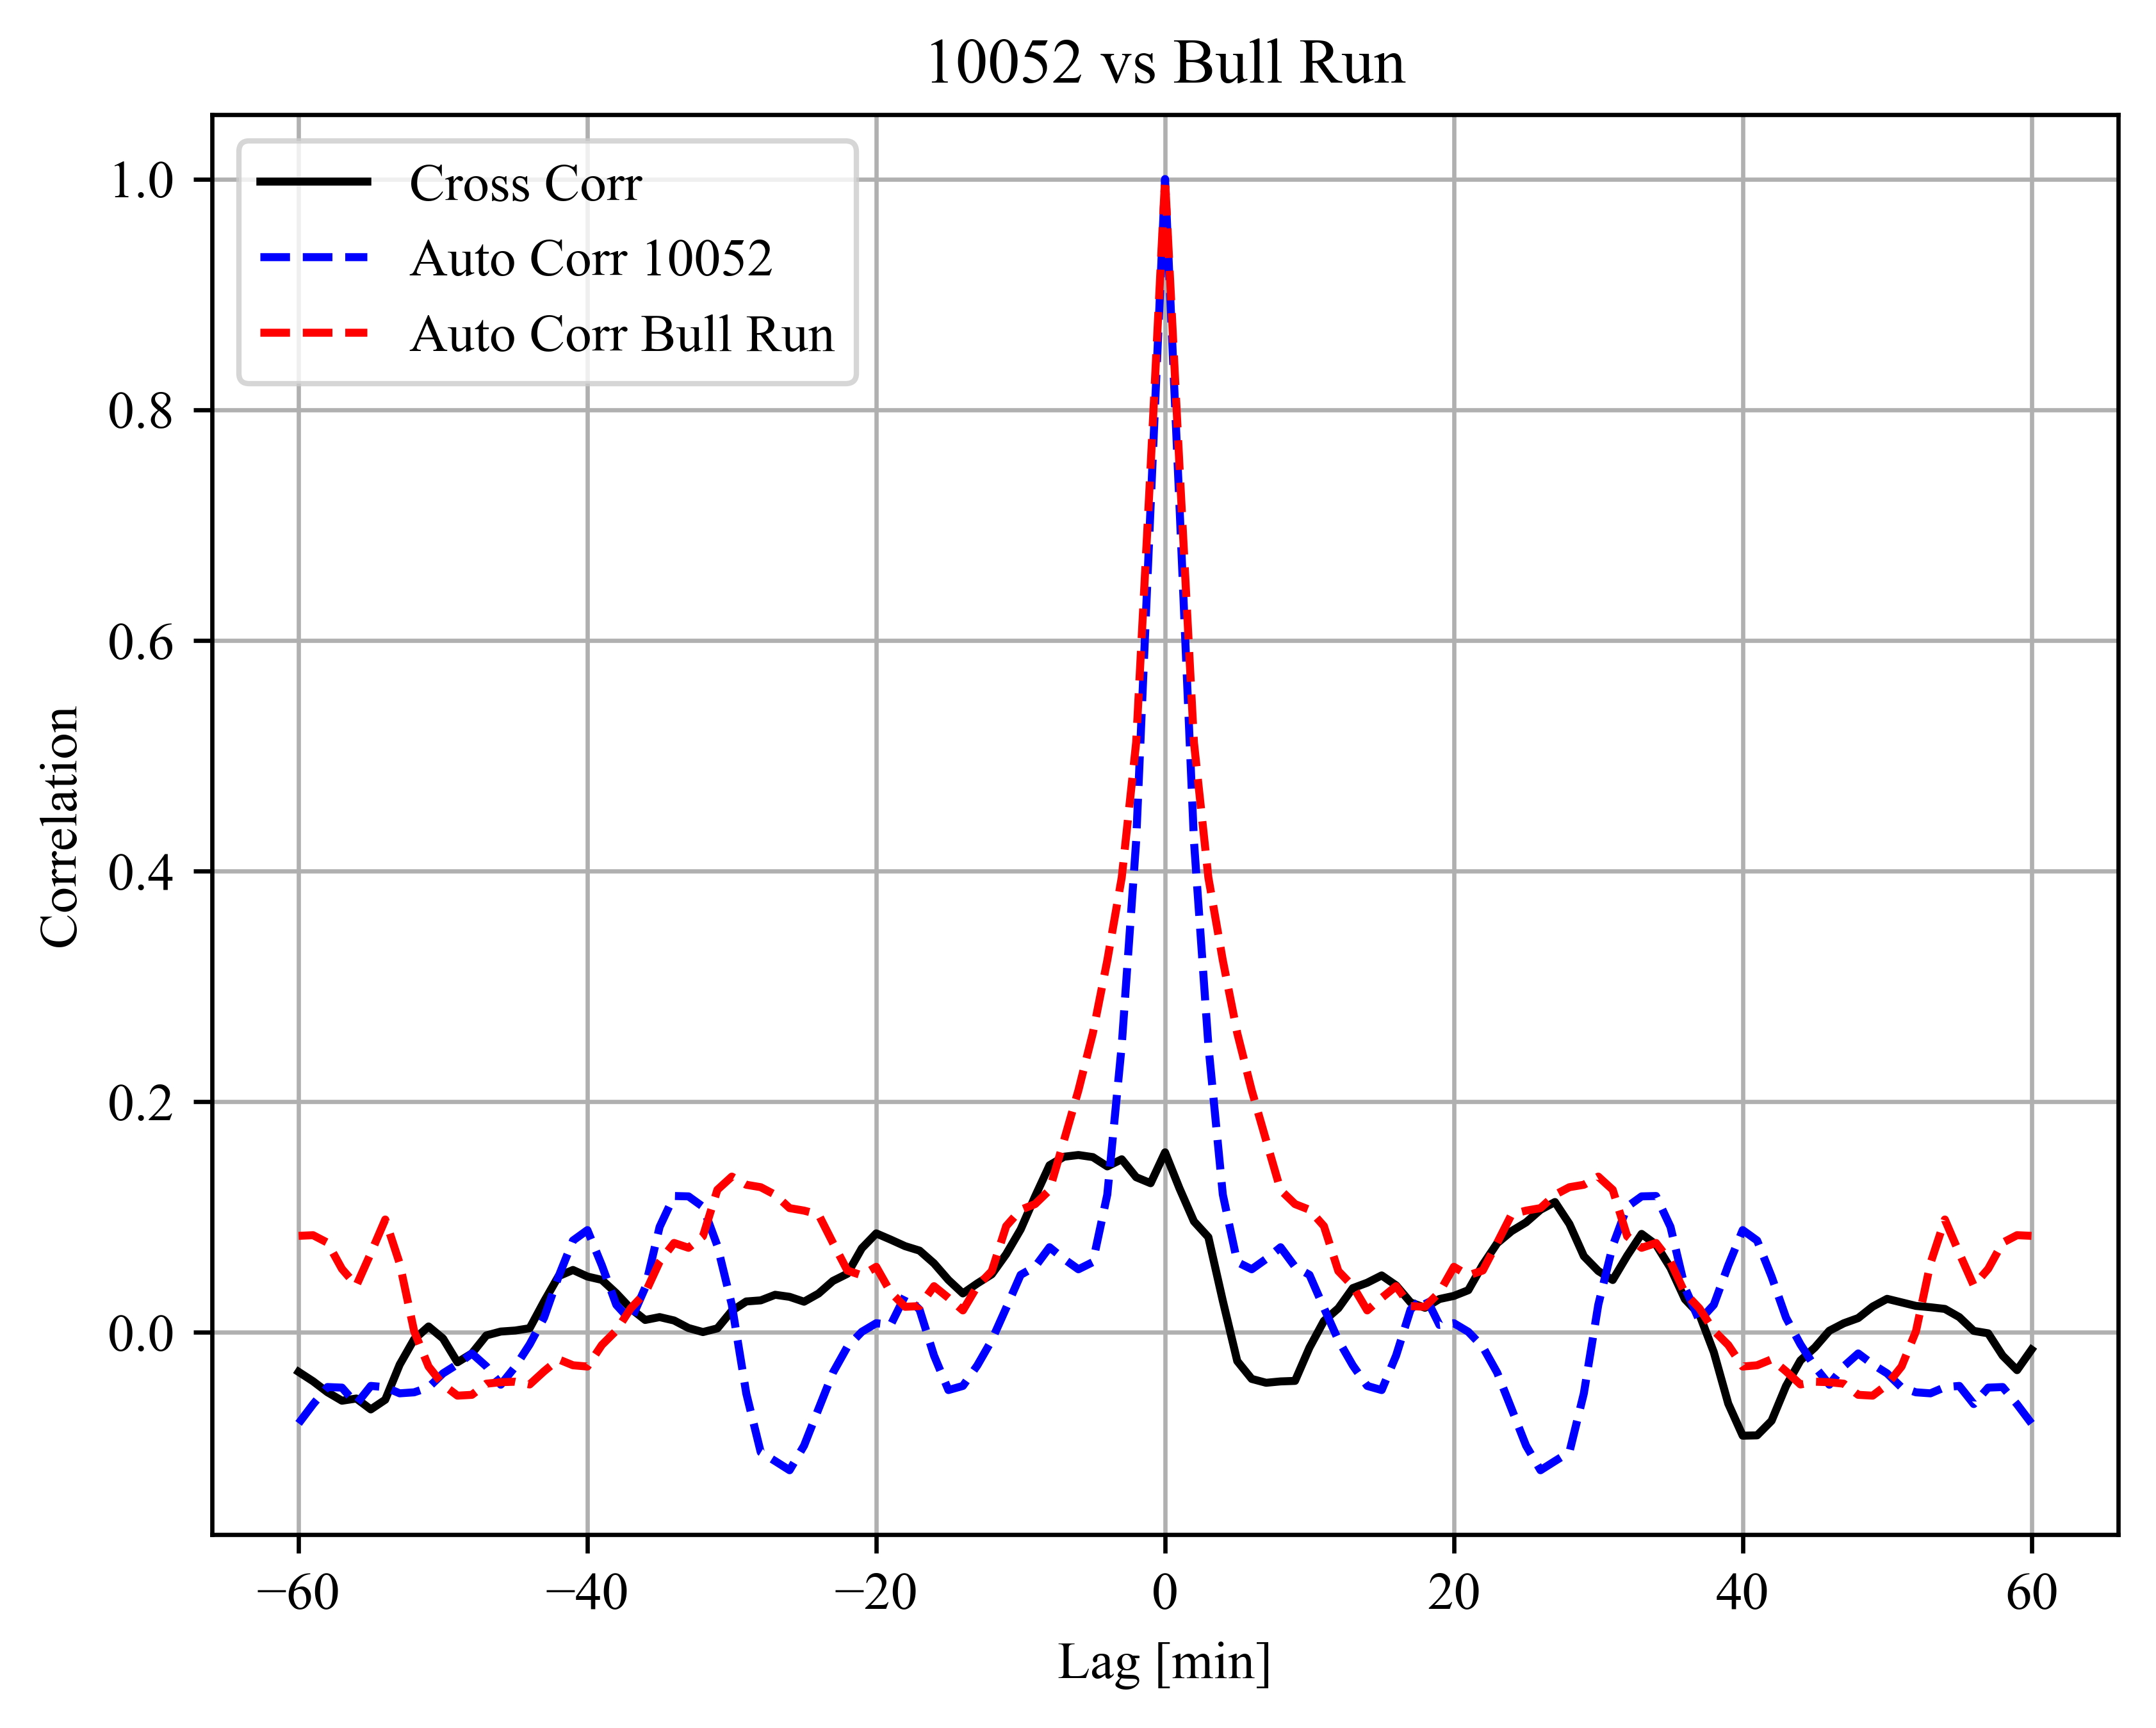 10052 vs Bull Run
Cross Corr
Auto Corr 10052
Auto Corr Bull Run
1.0
0.8
0.6
0.4
0.2
0.0
Correlation
−60 −40 −20 0 20 40 60
Lag [min]